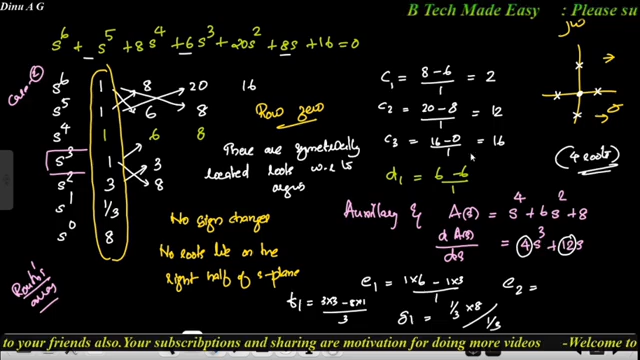 Dinu A G
B Tech Made Easy : Please su
s⁶ + s⁵ + 8s⁴ + 6s³ + 20s² + 8s + 16 = 0
jω
Case-②
s⁶ 1 8 20 16
s⁵ 1 6 8
s⁴ 1 6 8
s³ 1 3
s² 3 8
s¹ 1/3
s⁰ 8
Routh's array
Row zero
There are symmetrically
located roots w.r.to
origin
No sign changes
No roots lie on the
right half of s-plane
C₁ = (8-6)/1 = 2
C₂ = (20-8)/1 = 12
C₃ = (16-0)/1 = 16
d₁ = (6-6)/1
σ
(4 roots)
Auxiliary Eq A(s) = s⁴ + 6s² + 8
dA(s)/ds = 4s³ + 12s
e₁ = (1×6 - 1×3)/1 e₂ =
f₁ = (3×3 - 8×1)/3
g₁ = (1/3 × 8)/(1/3)
to your friends also.Your subscribptions and sharing are motivation for doing more videos -Welcome to